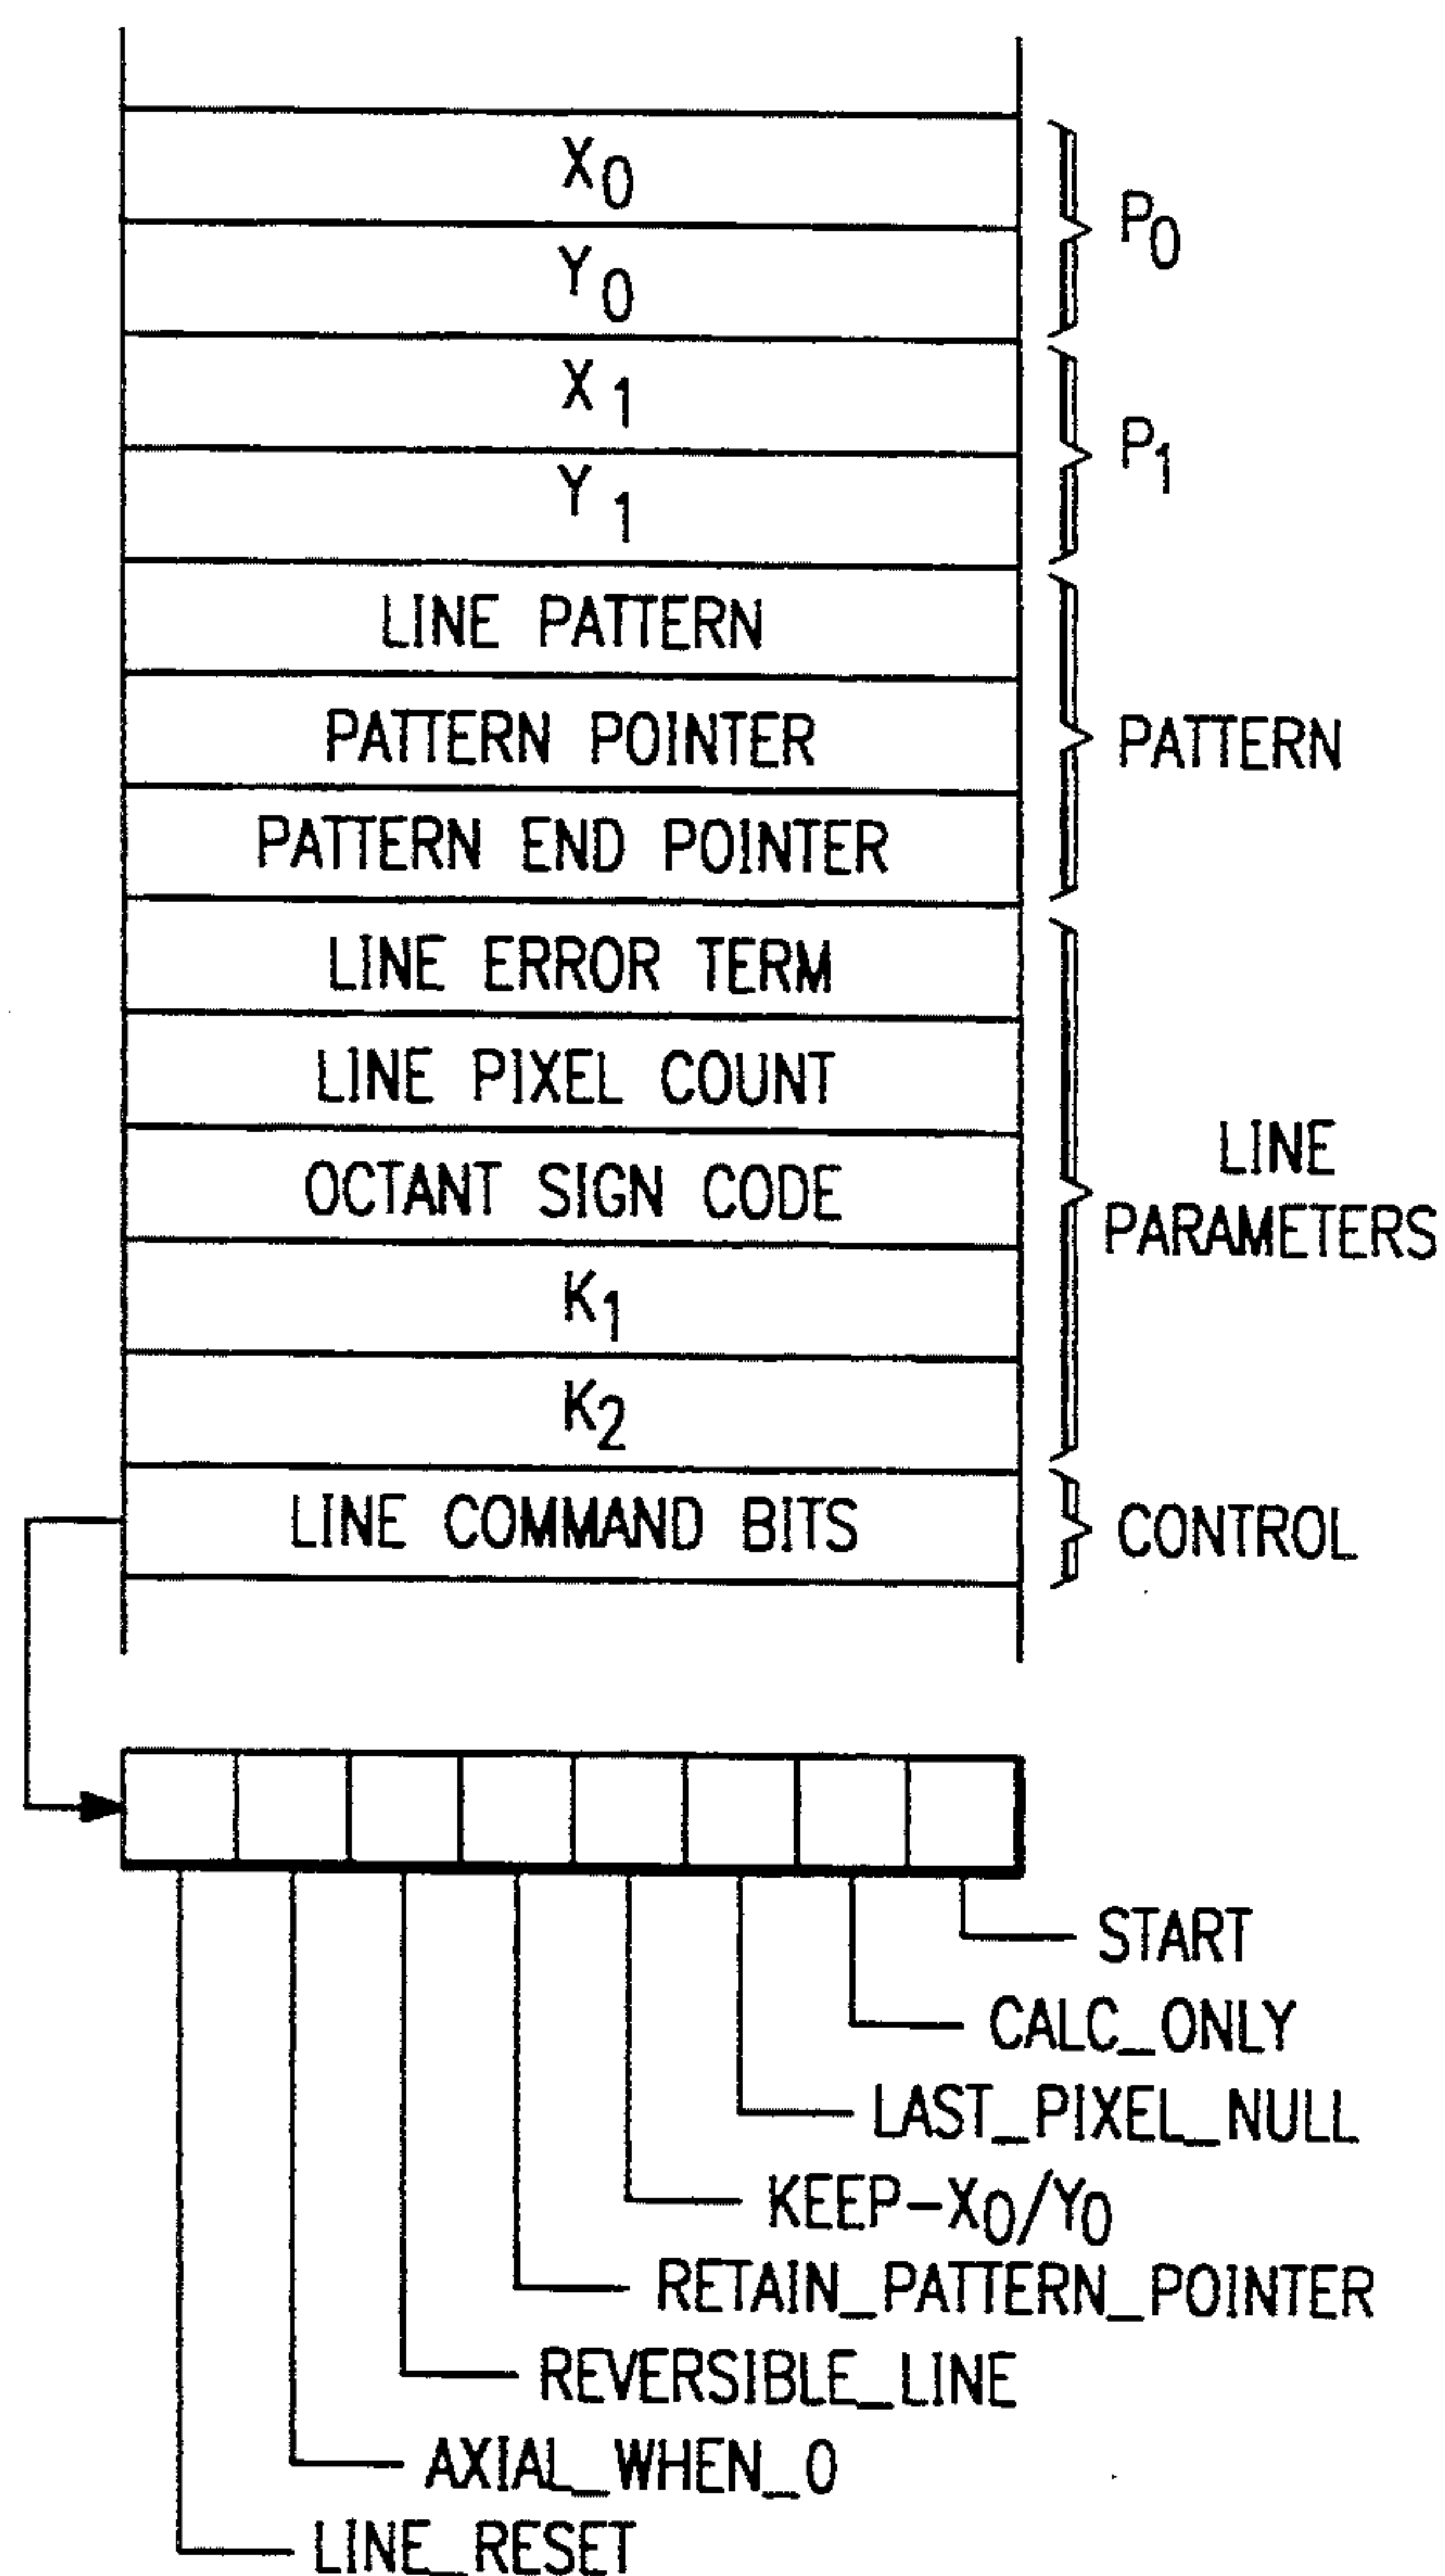 X0
Y0
P0
X1
Y1
P1
LINE PATTERN
PATTERN POINTER
PATTERN END POINTER
PATTERN
LINE ERROR TERM
LINE PIXEL COUNT
OCTANT SIGN CODE
K1
K2
LINE
PARAMETERS
LINE COMMAND BITS
CONTROL
START
CALC_ONLY
LAST_PIXEL_NULL
KEEP-X0/Y0
RETAIN_PATTERN_POINTER
REVERSIBLE_LINE
AXIAL_WHEN_0
LINE_RESET